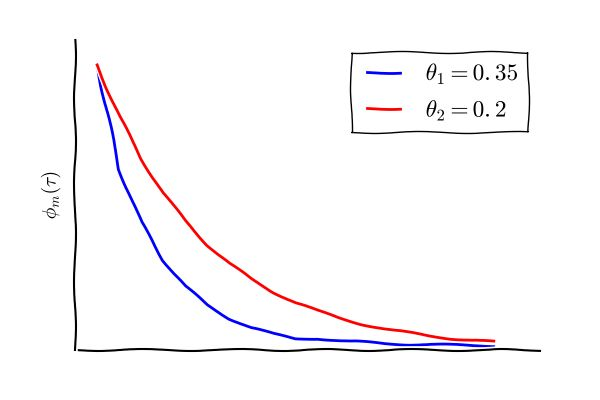 θ₁ = 0.35
θ₂ = 0.2
ϕₘ(τ)